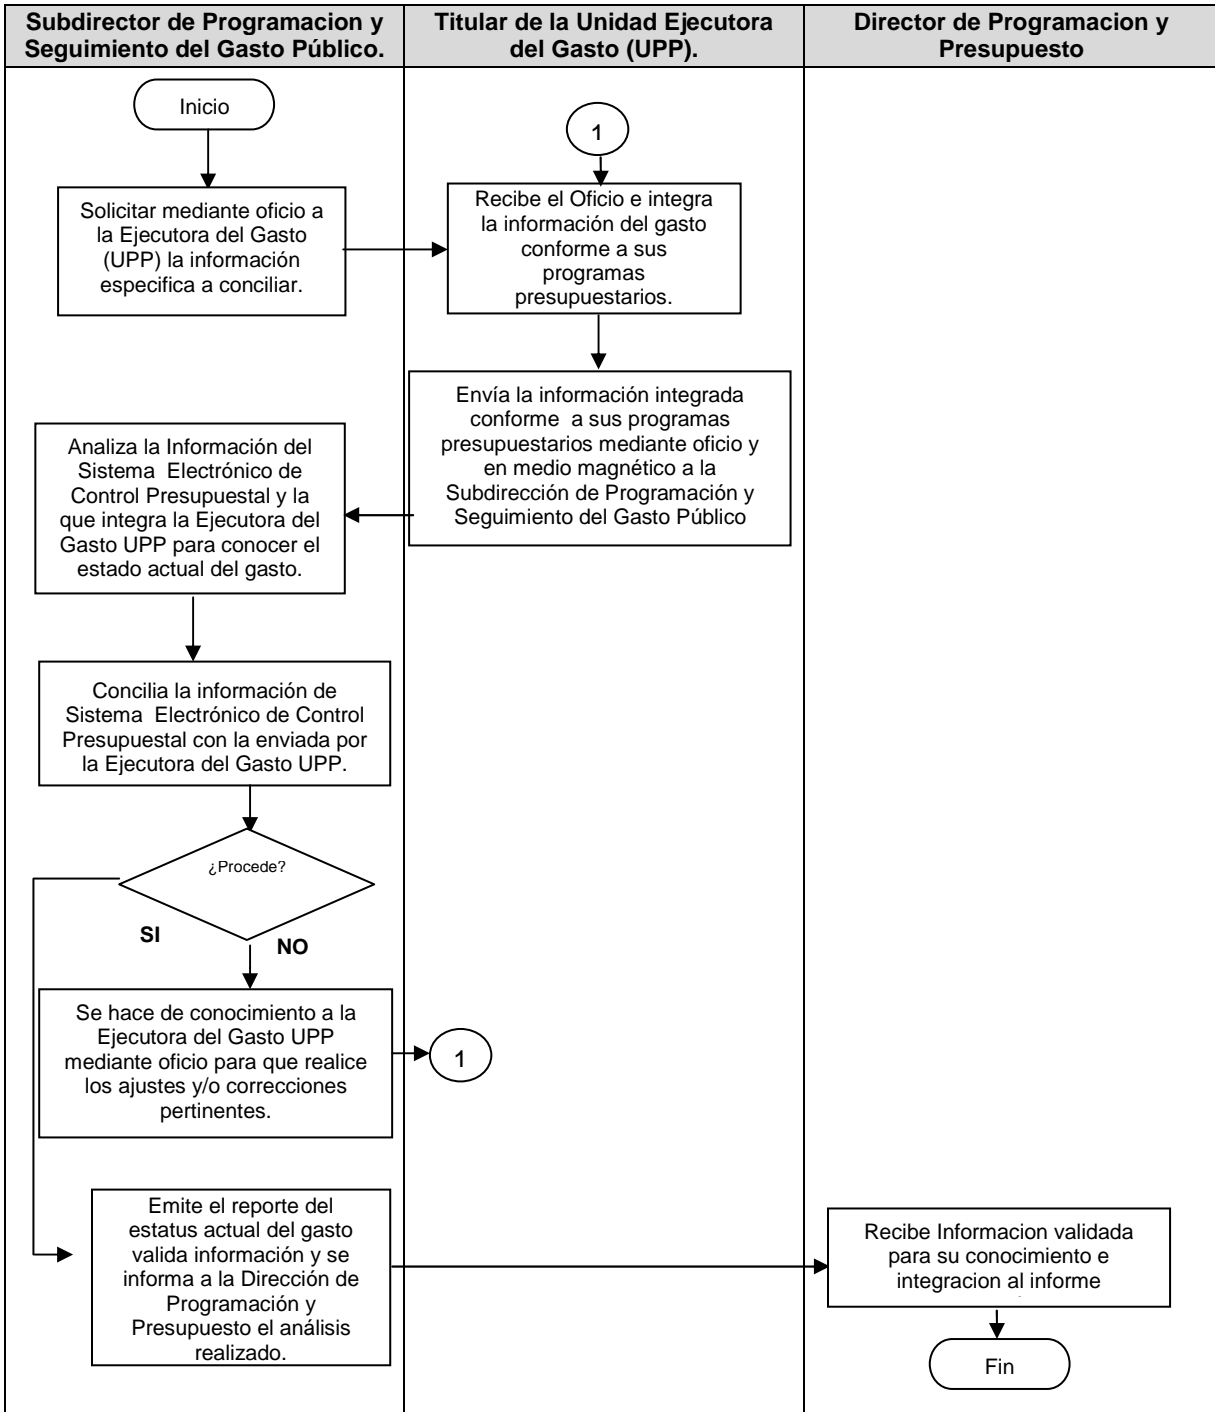 Subdirector de Programacion y
Seguimiento del Gasto Público.
Titular de la Unidad Ejecutora
del Gasto (UPP).
Director de Programacion y
Presupuesto
Inicio
1
Solicitar mediante oficio a
la Ejecutora del Gasto
(UPP) la información
especifica a conciliar.
Recibe el Oficio e integra
la información del gasto
conforme a sus
programas
presupuestarios.
Envía la información integrada
conforme a sus programas
presupuestarios mediante oficio y
en medio magnético a la
Subdirección de Programación y
Seguimiento del Gasto Público
Analiza la Información del
Sistema Electrónico de
Control Presupuestal y la
que integra la Ejecutora del
Gasto UPP para conocer el
estado actual del gasto.
Concilia la información de
Sistema Electrónico de Control
Presupuestal con la enviada por
la Ejecutora del Gasto UPP.
¿Procede?
SI
NO
Se hace de conocimiento a la
Ejecutora del Gasto UPP
mediante oficio para que realice
los ajustes y/o correcciones
pertinentes.
1
Emite el reporte del
estatus actual del gasto
valida información y se
informa a la Dirección de
Programación y
Presupuesto el análisis
realizado.
Recibe Informacion validada
para su conocimiento e
integracion al informe
Fin